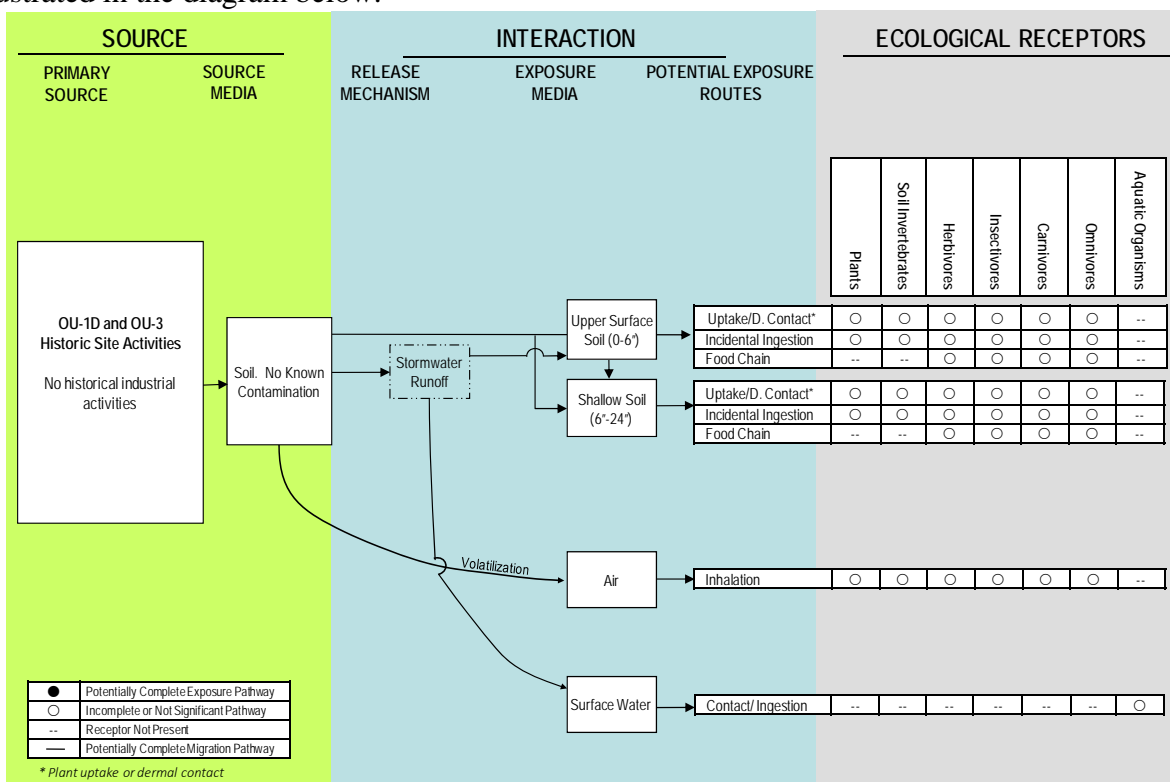 ustrated in the diagram below.
SOURCE
INTERACTION
ECOLOGICAL RECEPTORS
PRIMARY
SOURCE
SOURCE
MEDIA
RELEASE
MECHANISM
EXPOSURE
MEDIA
POTENTIAL EXPOSURE
ROUTES
Plants
Soil Invertebrates
Herbivores
Insectivores
Carnivores
Omnivores
Aquatic Organisms
OU-1D and OU-3
Historic Site Activities
No historical industrial
activities
Soil. No Known
Contamination
Stormwater
Runoff
Upper Surface
Soil (0-6")
Shallow Soil
(6"-24")
Uptake/D. Contact* ○ ○ ○ ○ ○ ○ --
Incidental Ingestion ○ ○ ○ ○ ○ ○ --
Food Chain -- -- ○ ○ ○ ○ --
Uptake/D. Contact* ○ ○ ○ ○ ○ ○ --
Incidental Ingestion ○ ○ ○ ○ ○ ○ --
Food Chain -- -- ○ ○ ○ ○ --
Volatilization
Air
Inhalation ○ ○ ○ ○ ○ ○ --
Surface Water
Contact/ Ingestion -- -- -- -- -- -- ○
● Potentially Complete Exposure Pathway
○ Incomplete or Not Significant Pathway
-- Receptor Not Present
— Potentially Complete Migration Pathway
* Plant uptake or dermal contact